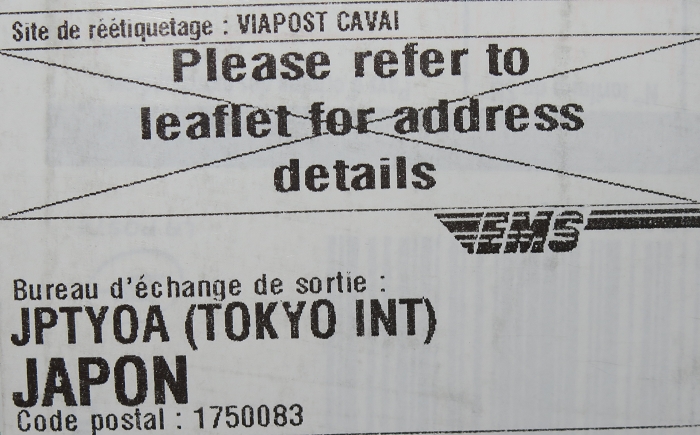 Site de réétiquetage : VIAPOST CAVAI
Please refer to
leaflet for address
details
EMS
Bureau d'échange de sortie :
JPTYOA (TOKYO INT)
JAPON
Code postal : 1750083